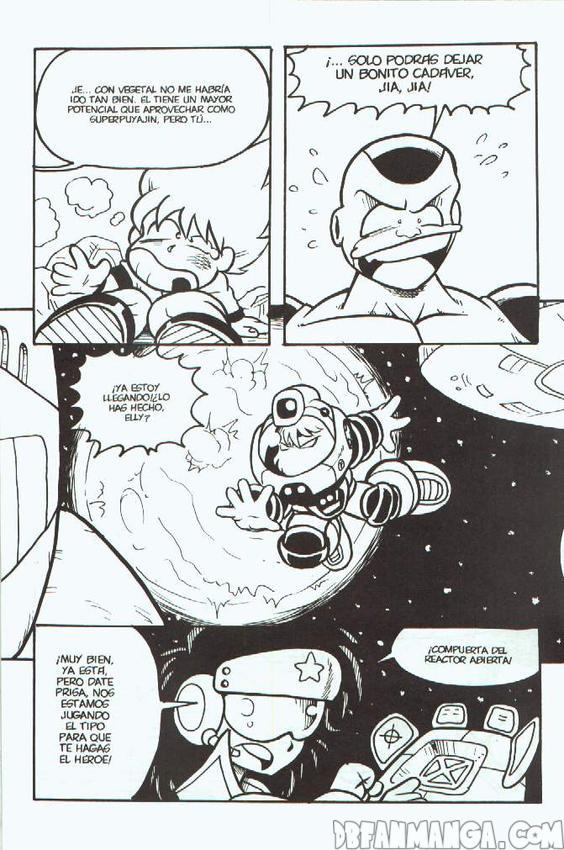 JE... CON VEGETAL NO ME HABRÍA
IDO TAN BIEN. EL TIENE UN MAYOR
POTENCIAL QUE APROVECHAR COMO
SUPERPUYAJIN, PERO TÚ...
¡... SOLO PODRÁS DEJAR
UN BONITO CADÁVER,
JIA, JIA!
¡YA ESTOY
LLEGANDO!¿LO
HAS HECHO,
ELLY?
¡MUY BIEN,
YA ESTÁ,
PERO DATE
PRISA, NOS
ESTAMOS
JUGANDO
EL TIPO
PARA QUE
TE HAGAS
EL HÉROE!
¡COMPUERTA DEL
REACTOR ABIERTA!
DBFANMANGA.COM